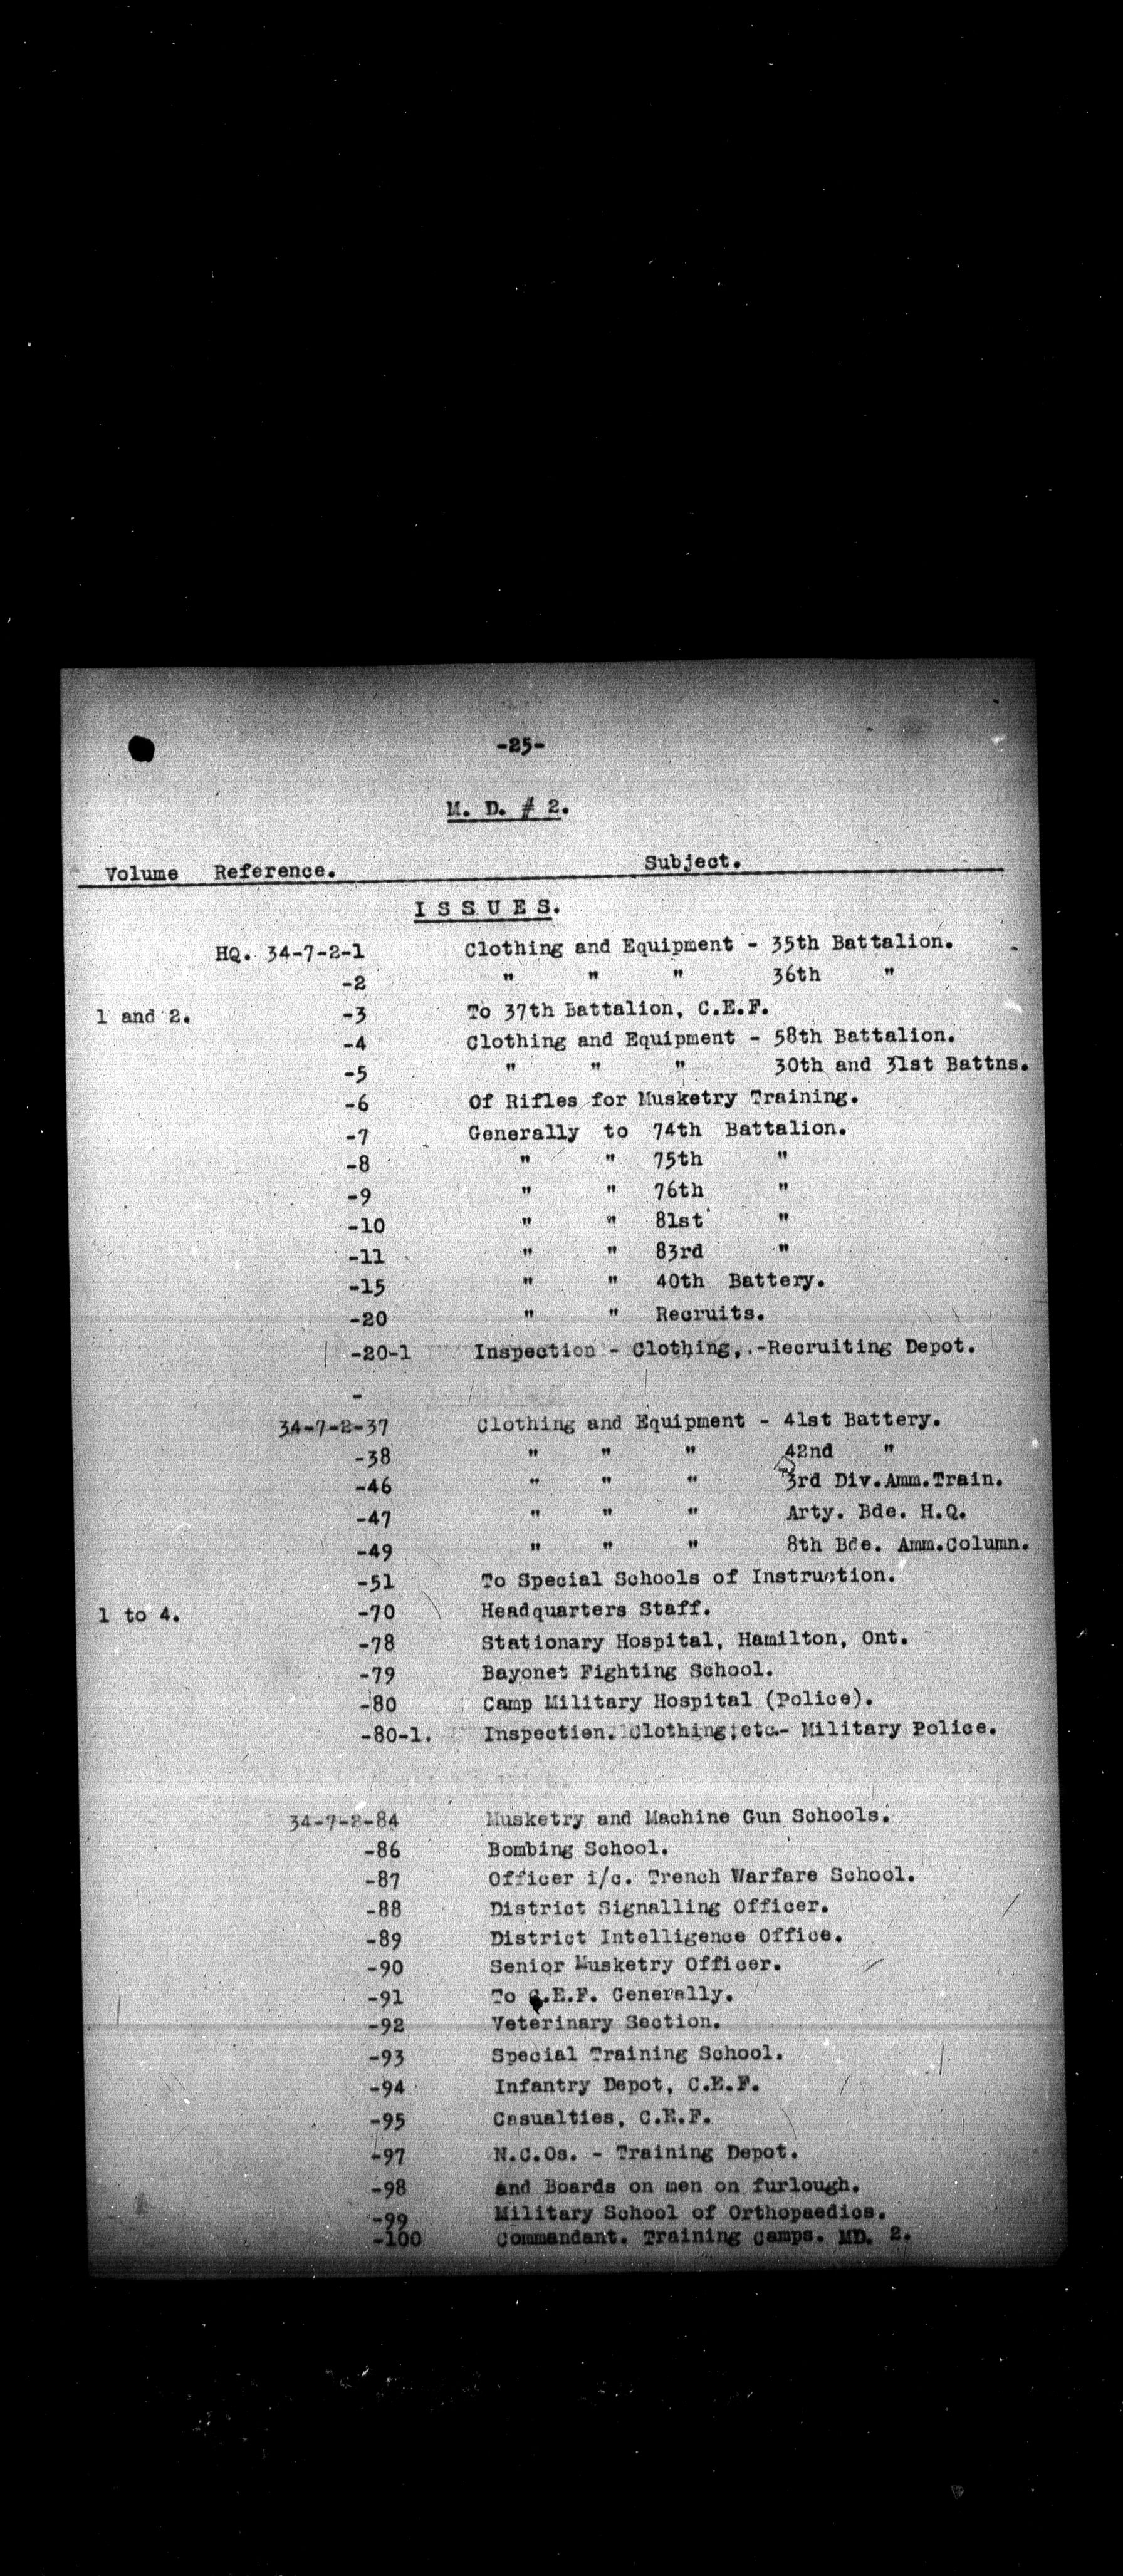 -25-
M. D. # 2.
Volume Reference. Subject.
I S S U E S.
HQ. 34-7-2-1 Clothing and Equipment - 35th Battalion.
-2 " " " 36th "
1 and 2. -3 To 37th Battalion, C.E.F.
-4 Clothing and Equipment - 58th Battalion.
-5 " " " 30th and 31st Battns.
-6 Of Rifles for Musketry Training.
-7 Generally to 74th Battalion.
-8 " " 75th "
-9 " " 76th "
-10 " " 81st "
-11 " " 83rd "
-15 " " 40th Battery.
-20 " " Recruits.
-20-1 Inspection - Clothing, -Recruiting Depot.
-
34-7-2-37 Clothing and Equipment - 41st Battery.
-38 " " " 42nd "
-46 " " " 3rd Div.Amm.Train.
-47 " " " Arty. Bde. H.Q.
-49 " " " 8th Bde. Amm.Column.
-51 To Special Schools of Instruction.
1 to 4. -70 Headquarters Staff.
-78 Stationary Hospital, Hamilton, Ont.
-79 Bayonet Fighting School.
-80 Camp Military Hospital (Police).
-80-1. Inspection. Clothing,etc.- Military Police.
34-7-2-84 Musketry and Machine Gun Schools.
-86 Bombing School.
-87 Officer i/c. Trench Warfare School.
-88 District Signalling Officer.
-89 District Intelligence Office.
-90 Senior Musketry Officer.
-91 To C.E.F. Generally.
-92 Veterinary Section.
-93 Special Training School.
-94 Infantry Depot, C.E.F.
-95 Casualties, C.E.F.
-97 N.C.Os. - Training Depot.
-98 and Boards on men on furlough.
-99 Military School of Orthopaedics.
-100 Commandant. Training Camps. MD. 2.